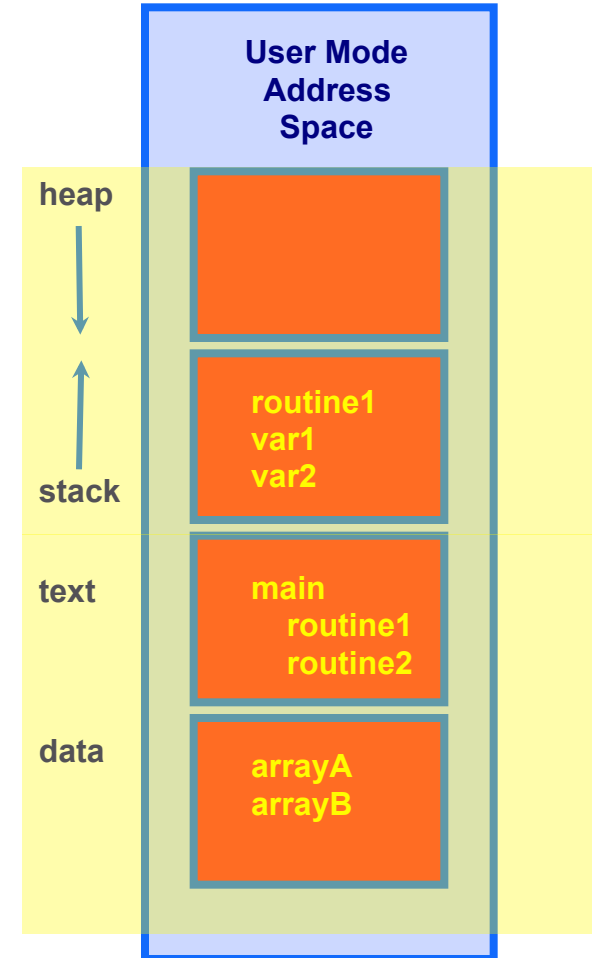 User Mode
Address
Space
heap
routine1
var1
var2
stack
text
main
routine1
routine2
data
arrayA
arrayB